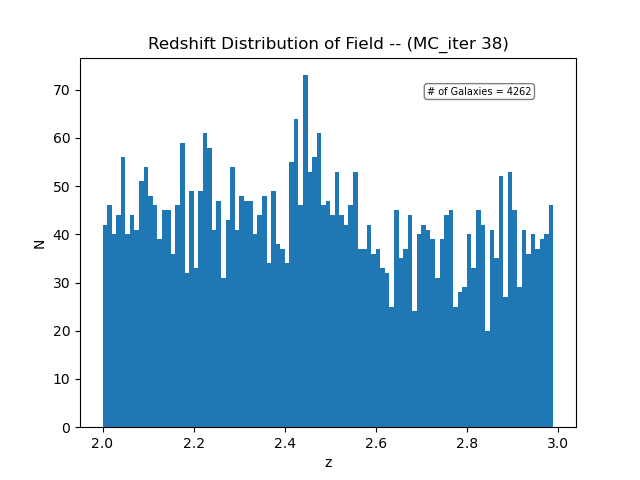 Redshift Distribution of Field -- (MC_iter 38)
# of Galaxies = 4262
70
60
50
40
30
20
10
0
N
2.0 2.2 2.4 2.6 2.8 3.0
z